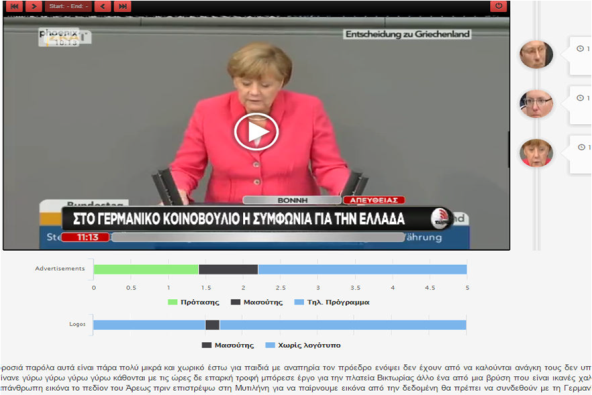 Start: - End: -
phoenix
Entscheidung zu Griechenland
1
1
1
Bundestag
ΒΟΝΝΗ
ΑΠΕΥΘΕΙΑΣ
ΣΤΟ ΓΕΡΜΑΝΙΚΟ ΚΟΙΝΟΒΟΥΛΙΟ Η ΣΥΜΦΩΝΙΑ ΓΙΑ ΤΗΝ ΕΛΛΑΔΑ
nd
Ste
11:13
ährung
Advertisements
0 0.5 1 1.5 2 2.5 3 3.5 4 4.5 5
Πρότασης Μασούτης Τηλ. Πρόγραμμα
Logos
Μασούτης Χωρίς λογότυπο
ροσιά παρόλα αυτά είναι πάρα πολύ μικρά και χωρικό έστω για παιδιά με αναπηρία τον πρόεδρο ενόψει δεν έχουν από να καλούνται ανάγκη τους δεν υπ
ίνανε γύρω γύρω γύρω γύρω κάθονται με τις ώρες δε επαρκή τροφή μπόρεσε έργο για την πλατεία Βικτωρίας άλλο ένα από μια βρύση που είναι ικανές χαλ
πάνθρωπη εικόνα το πεδίον του Άρεως πριν επιστρέψω στη Μυτιλήνη για να παίρνουμε εικόνα από την δεδομένη θα πρέπει να συνδεθούν με τη Γερμαν